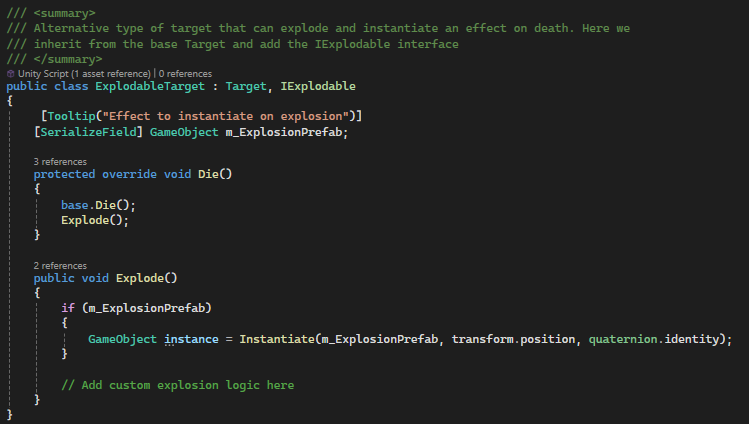 /// <summary>
/// Alternative type of target that can explode and instantiate an effect on death. Here we
/// inherit from the base Target and add the IExplodable interface
/// </summary>
Unity Script (1 asset reference) | 0 references
public class ExplodableTarget : Target, IExplodable
{
[Tooltip("Effect to instantiate on explosion")]
[SerializeField] GameObject m_ExplosionPrefab;
3 references
protected override void Die()
{
base.Die();
Explode();
}
2 references
public void Explode()
{
if (m_ExplosionPrefab)
{
GameObject instance = Instantiate(m_ExplosionPrefab, transform.position, quaternion.identity);
}
// Add custom explosion logic here
}
}